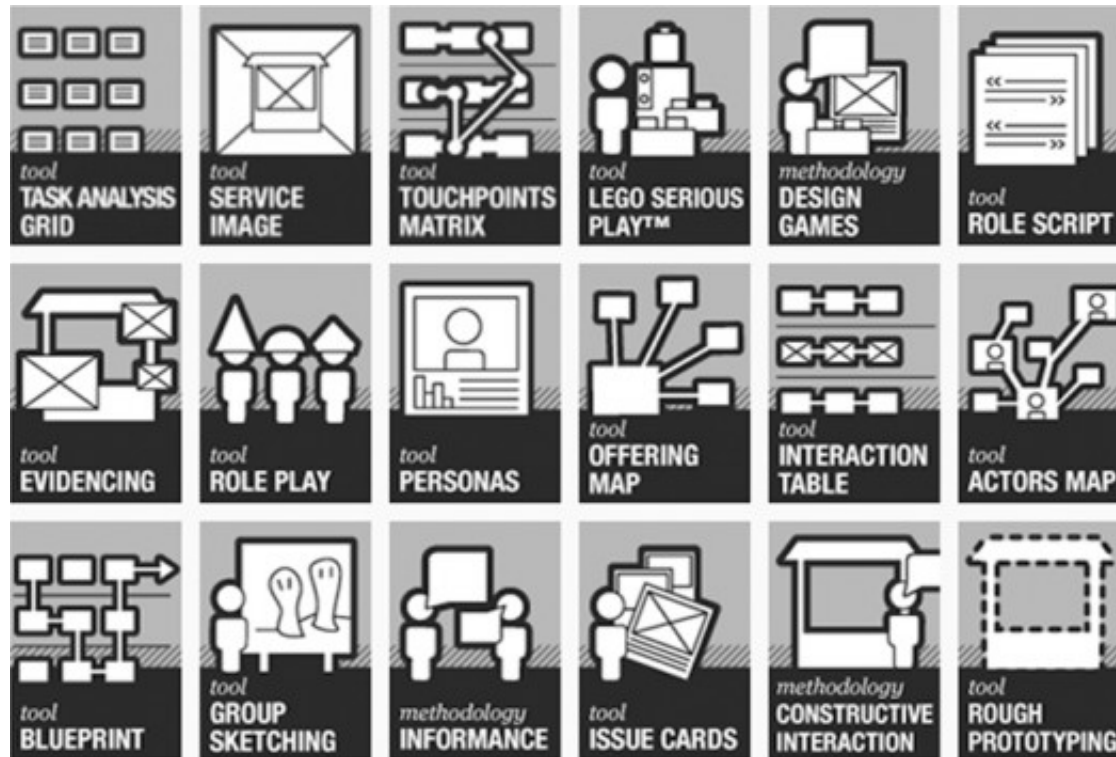 tool
TASK ANALYSIS
GRID
tool
SERVICE
IMAGE
tool
TOUCHPOINTS
MATRIX
tool
LEGO SERIOUS
PLAY™
methodology
DESIGN
GAMES
tool
ROLE SCRIPT
tool
EVIDENCING
tool
ROLE PLAY
tool
PERSONAS
tool
OFFERING
MAP
tool
INTERACTION
TABLE
tool
ACTORS MAP
tool
BLUEPRINT
tool
GROUP
SKETCHING
methodology
INFORMANCE
tool
ISSUE CARDS
methodology
CONSTRUCTIVE
INTERACTION
tool
ROUGH
PROTOTYPING